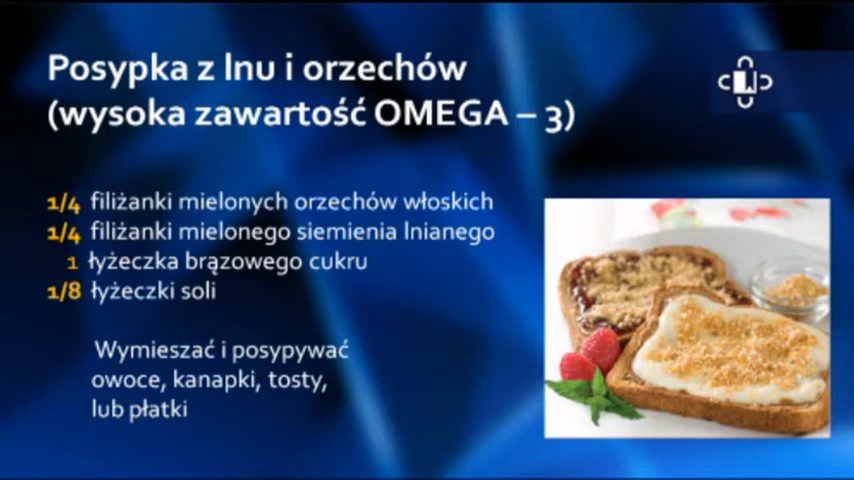 Posypka z lnu i orzechów
(wysoka zawartość OMEGA – 3)
1/4 filiżanki mielonych orzechów włoskich
1/4 filiżanki mielonego siemienia lnianego
1 łyżeczka brązowego cukru
1/8 łyżeczki soli
Wymieszać i posypywać
owoce, kanapki, tosty,
lub płatki